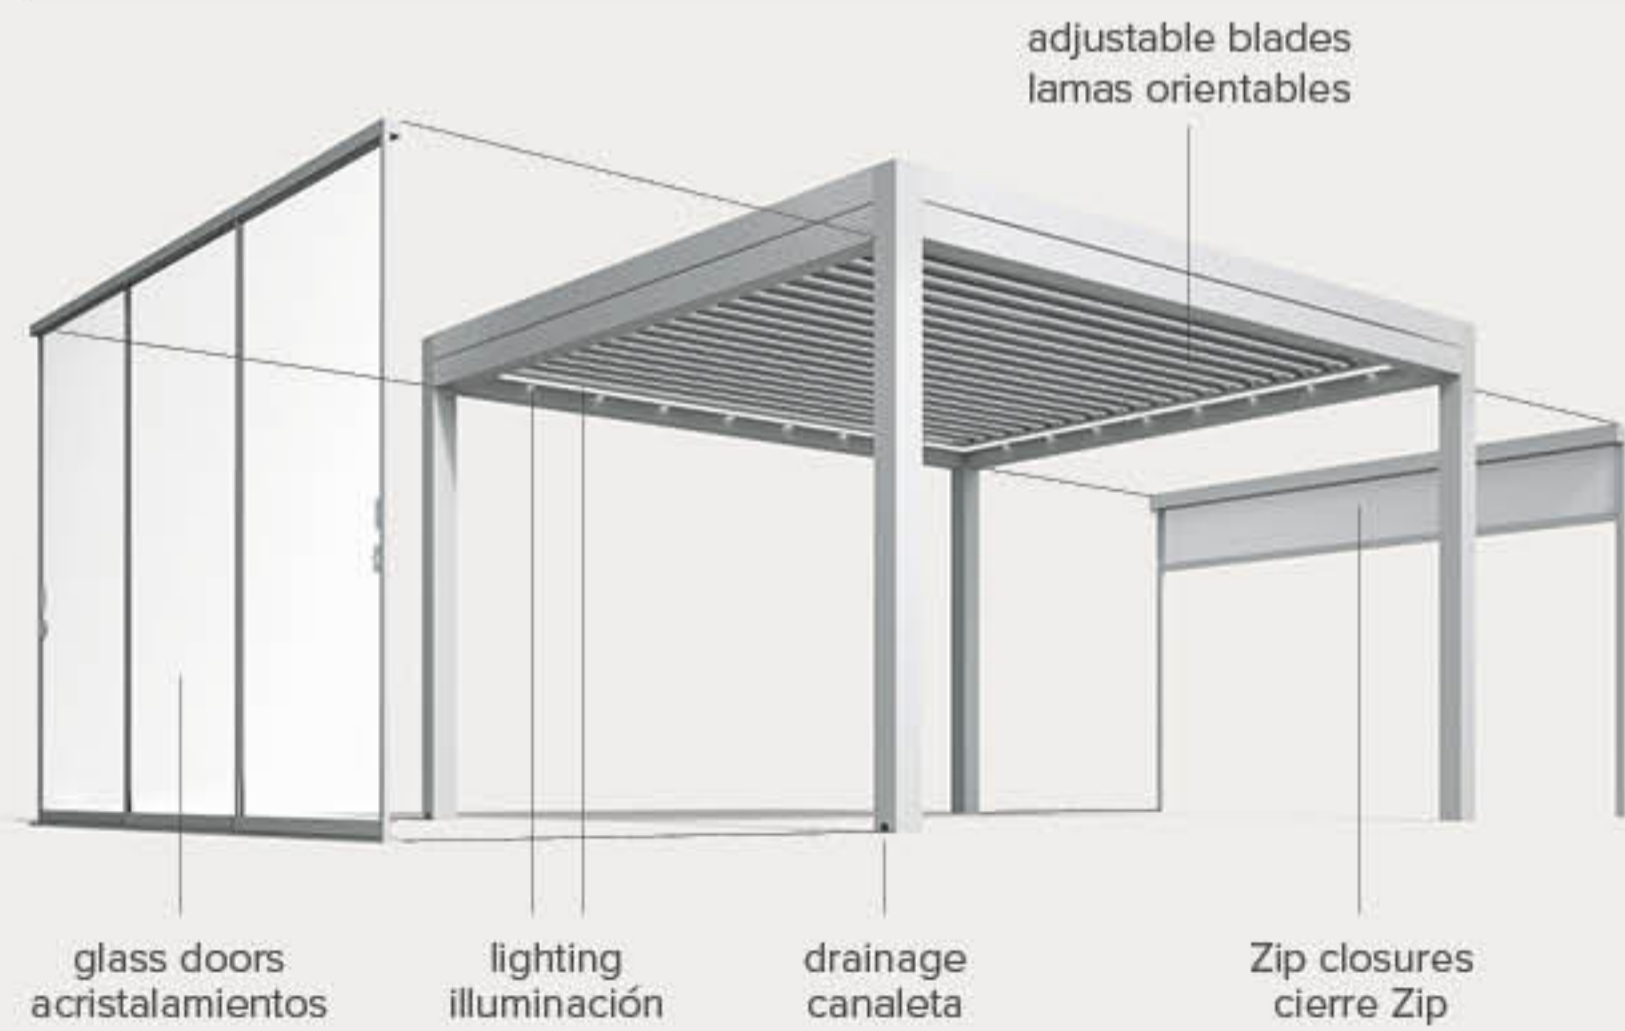 adjustable blades
lamas orientables
glass doors
acristalamientos
lighting
illuminación
drainage
canaleta
Zip closures
cierre Zip